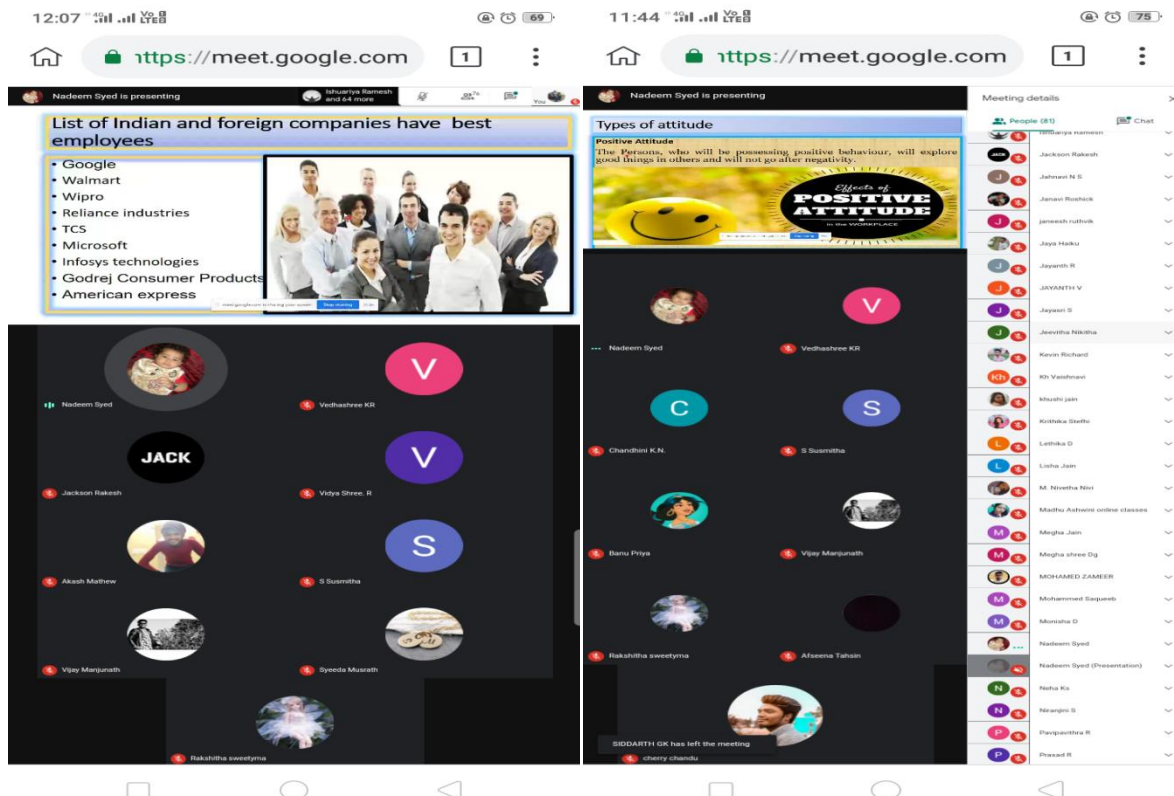 12:07
69
https://meet.google.com
1
Nadeem Syed is presenting
Ishuariya Ramesh
and 64 more
You
List of Indian and foreign companies have best
employees
• Google
• Walmart
• Wipro
• Reliance industries
• TCS
• Microsoft
• Infosys technologies
• Godrej Consumer Products
• American express
Stop sharing
V
Nadeem Syed
Vedhashree KR
JACK
V
Jackson Rakesh
Vidya Shree. R
S
Akash Mathew
S Susmitha
Vijay Manjunath
Syeeda Musrath
Rakshitha sweetyma
11:44
75
https://meet.google.com
1
Nadeem Syed is presenting
Types of attitude
Positive Attitude
The Persons, who will be possessing positive behaviour, will explore
good things in others and will not go after negativity.
Effects of
POSITIVE
ATTITUDE
in the WORKPLACE
V
Nadeem Syed
Vedhashree KR
C
S
Chandhini K.N.
S Susmitha
Banu Priya
Vijay Manjunath
Rakshitha sweetyma
Afseena Tahsin
SIDDARTH GK has left the meeting
cherry chandu
Meeting details
People (81)
Chat
JACK Jackson Rakesh
J Jahnavi N S
Janavi Roshick
J janeesh ruthvik
Jaya Haiku
J Jayanth R
J JAYANTH V
J Jayasri S
J Jeevitha Nikitha
Kevin Richard
Kh Kh Vaishnavi
khushi jain
Krithika Steffi
L Lethika D
L Lisha Jain
M. Nivetha Nivi
Madhu Ashwini online classes
M Megha Jain
M Megha shree Dg
MOHAMED ZAMEER
M Mohammed Saqueeb
M Monisha D
Nadeem Syed
Nadeem Syed (Presentation)
N Neha Ks
N Niranjini S
P Pavipavithra R
P Prasad R